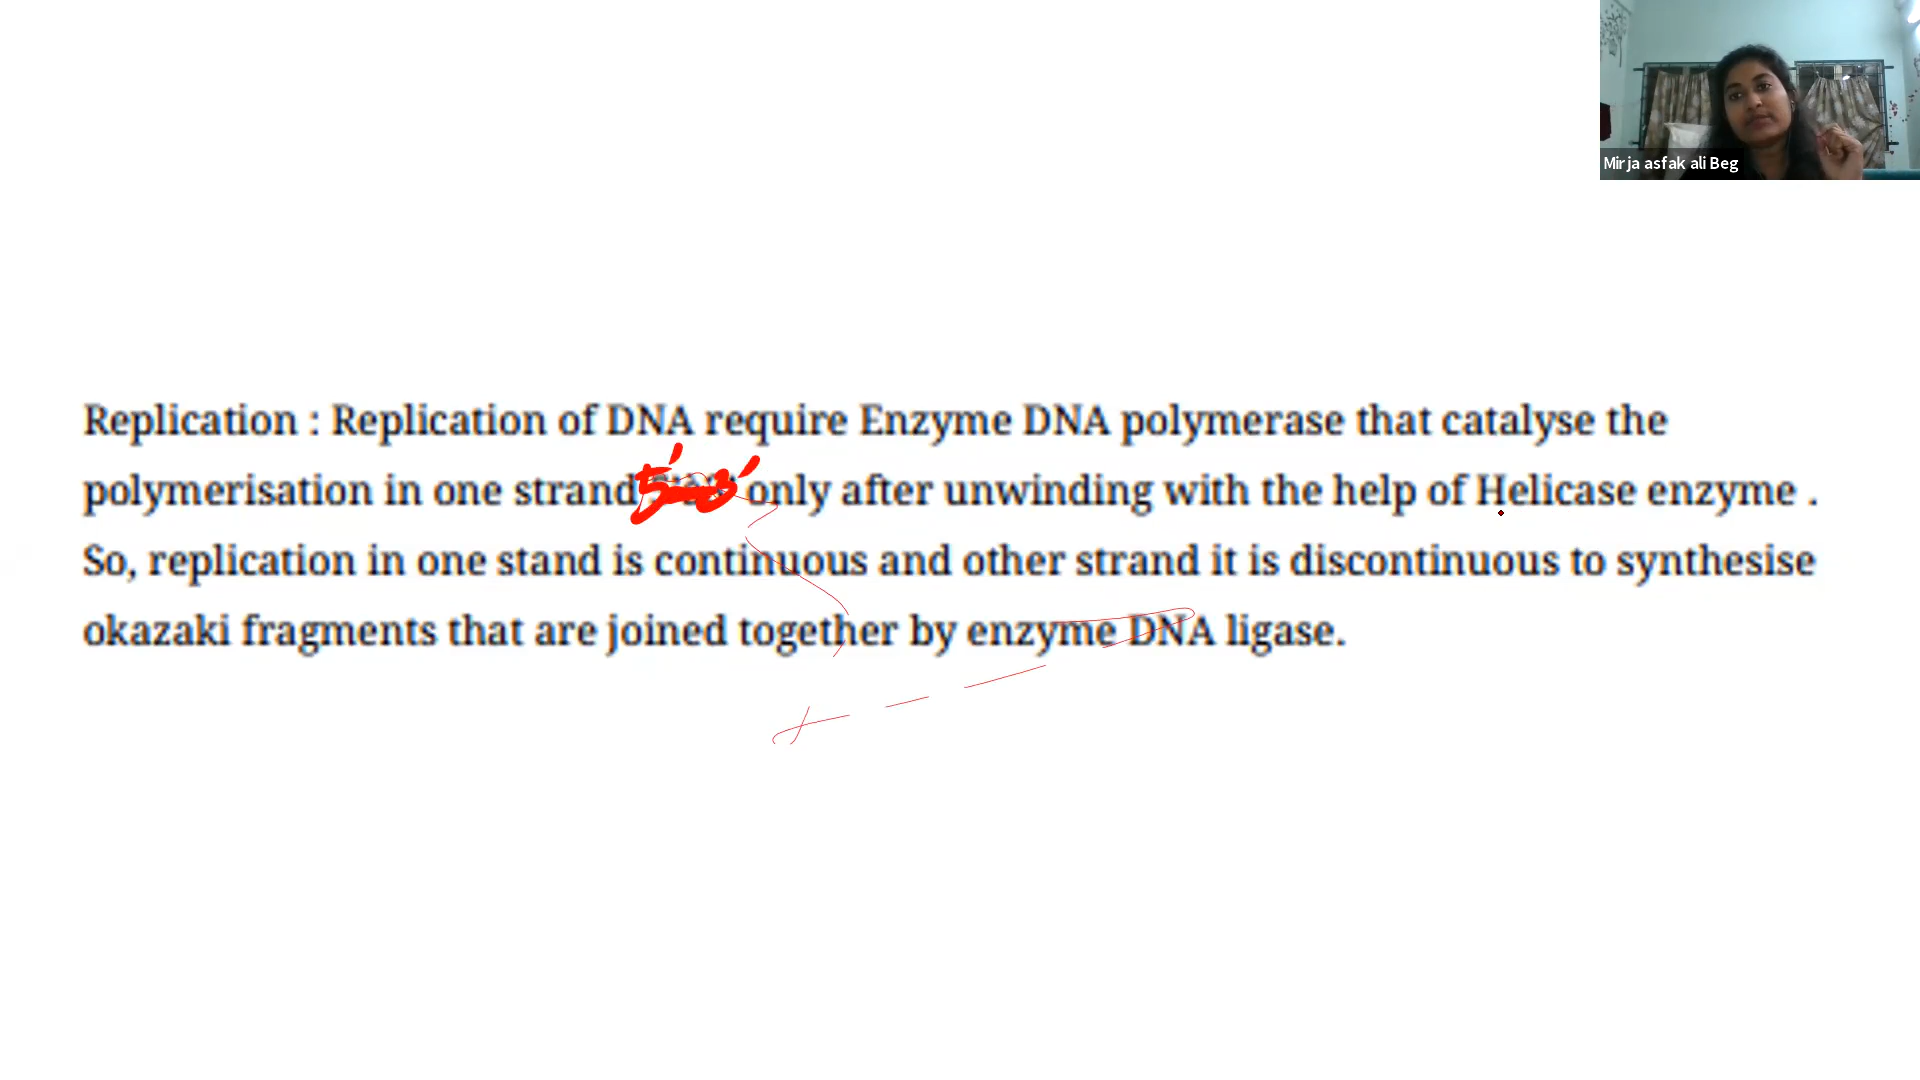 Mirja asfak ali Beg
Replication : Replication of DNA require Enzyme DNA polymerase that catalyse the
polymerisation in one strand 5'→3' only after unwinding with the help of Helicase enzyme .
So, replication in one stand is continuous and other strand it is discontinuous to synthesise
okazaki fragments that are joined together by enzyme DNA ligase.